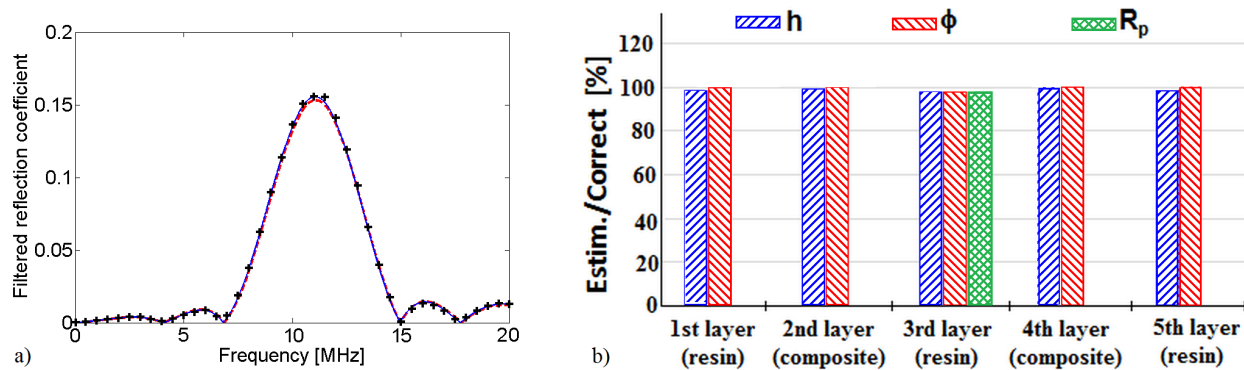 0.2
0.15
0.1
0.05
0
0 5 10 15 20
Filtered reflection coefficient
Frequency [MHz]
a)
h ϕ Rp
120
100
80
60
40
20
0
Estim./Correct [%]
1st layer 2nd layer 3rd layer 4th layer 5th layer
(resin) (composite) (resin) (composite) (resin)
b)